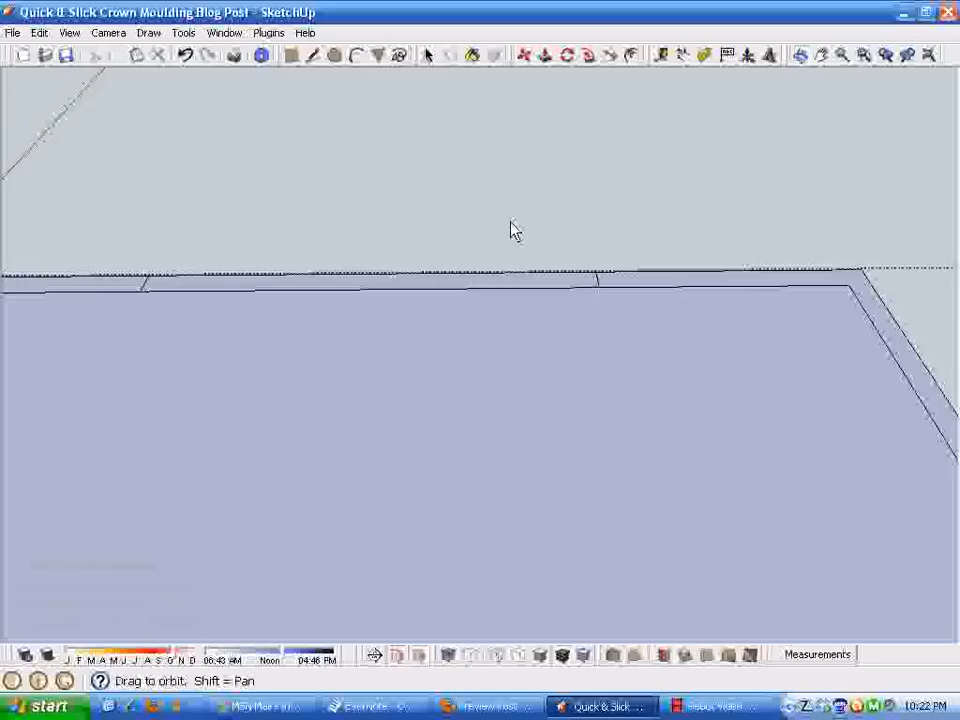 Quick & Slick Crown Moulding Blog Post - SketchUp
File Edit View Camera Draw Tools Window Plugins Help
J F M A M J J A S O N D 06:43 AM Noon 04:46 PM Measurements
Drag to orbit. Shift = Pan
start Quick & Slick ... 10:22 PM